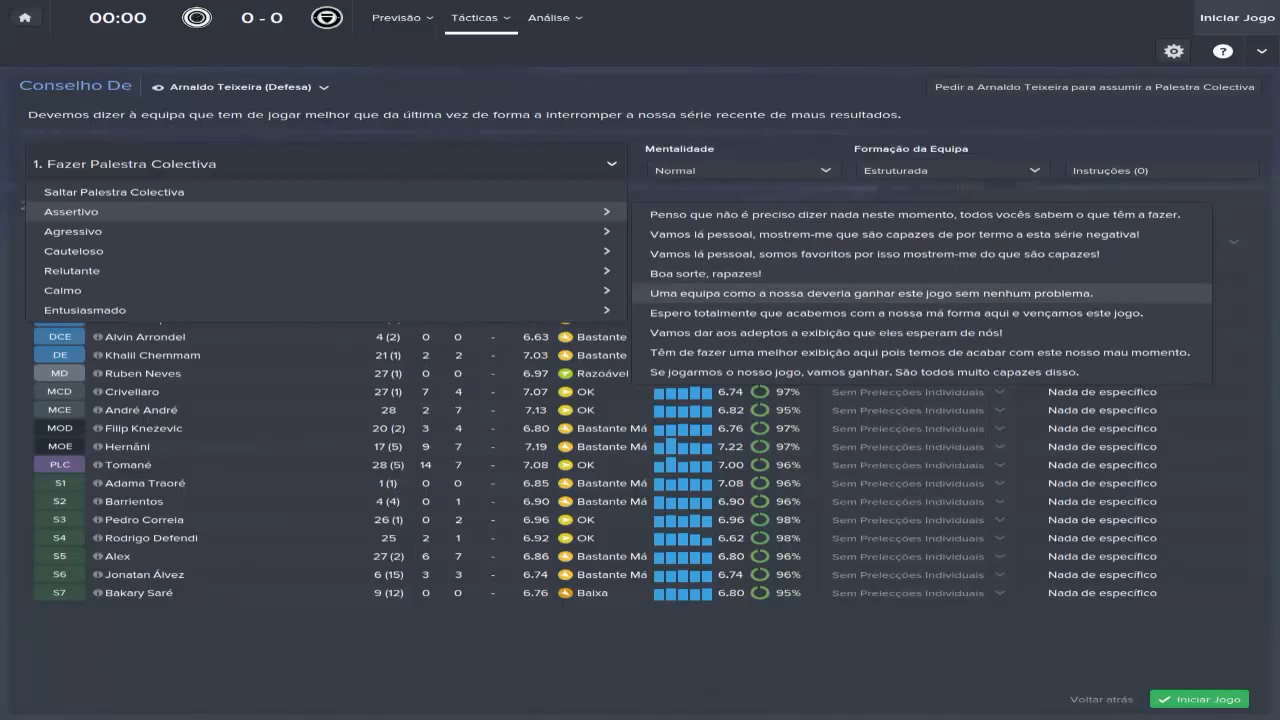 00:00 0 - 0 Previsão Tácticas Análise Iniciar Jogo
?
Conselho De Arnaldo Teixeira (Defesa) Pedir a Arnaldo Teixeira para assumir a Palestra Colectiva
Devemos dizer à equipa que tem de jogar melhor que da última vez de forma a interromper a nossa série recente de maus resultados.
Mentalidade Formação da Equipa
1. Fazer Palestra Colectiva
Normal Estruturada Instruções (0)
Saltar Palestra Colectiva
Assertivo
Agressivo
Cauteloso
Relutante
Calmo
Entusiasmado
Penso que não é preciso dizer nada neste momento, todos vocês sabem o que têm a fazer.
Vamos lá pessoal, mostrem-me que são capazes de por termo a esta série negativa!
Vamos lá pessoal, somos favoritos por isso mostrem-me do que são capazes!
Boa sorte, rapazes!
Uma equipa como a nossa deveria ganhar este jogo sem nenhum problema.
Espero totalmente que acabemos com a nossa má forma aqui e vençamos este jogo.
Vamos dar aos adeptos a exibição que eles esperam de nós!
Têm de fazer uma melhor exibição aqui pois temos de acabar com este nosso mau momento.
Se jogarmos o nosso jogo, vamos ganhar. São todos muito capazes disso.
DCE Alvin Arrondel 4 (2) 0 0 - 6.63 Bastante
DE Khalil Chemmam 21 (1) 2 2 - 7.03 Bastante
MD Ruben Neves 27 (1) 0 0 - 6.97 Razoável
MCD Crivellaro 27 (1) 7 4 - 7.07 OK 6.74 97% Sem Prelecções Individuais Nada de específico
MCE André André 28 2 7 - 7.13 OK 6.82 95% Sem Prelecções Individuais Nada de específico
MOD Filip Knezevic 20 (2) 3 4 - 6.80 Bastante Má 6.76 97% Sem Prelecções Individuais Nada de específico
MOE Hernâni 17 (5) 9 7 - 7.19 Bastante Má 7.22 97% Sem Prelecções Individuais Nada de específico
PLC Tomané 28 (5) 14 7 - 7.08 OK 7.00 96% Sem Prelecções Individuais Nada de específico
S1 Adama Traoré 1 (1) 0 0 - 6.85 Bastante Má 7.08 96% Sem Prelecções Individuais Nada de específico
S2 Barrientos 4 (4) 0 1 - 6.90 Bastante Má 6.90 96% Sem Prelecções Individuais Nada de específico
S3 Pedro Correia 26 (1) 0 2 - 6.96 OK 6.96 98% Sem Prelecções Individuais Nada de específico
S4 Rodrigo Defendi 25 2 1 - 6.92 OK 6.62 98% Sem Prelecções Individuais Nada de específico
S5 Alex 27 (2) 6 7 - 6.86 Bastante Má 6.80 96% Sem Prelecções Individuais Nada de específico
S6 Jonatan Álvez 6 (15) 3 3 - 6.74 Bastante Má 6.74 96% Sem Prelecções Individuais Nada de específico
S7 Bakary Saré 9 (12) 0 0 - 6.76 Baixa 6.80 95% Sem Prelecções Individuais Nada de específico
Voltar atrás Iniciar Jogo